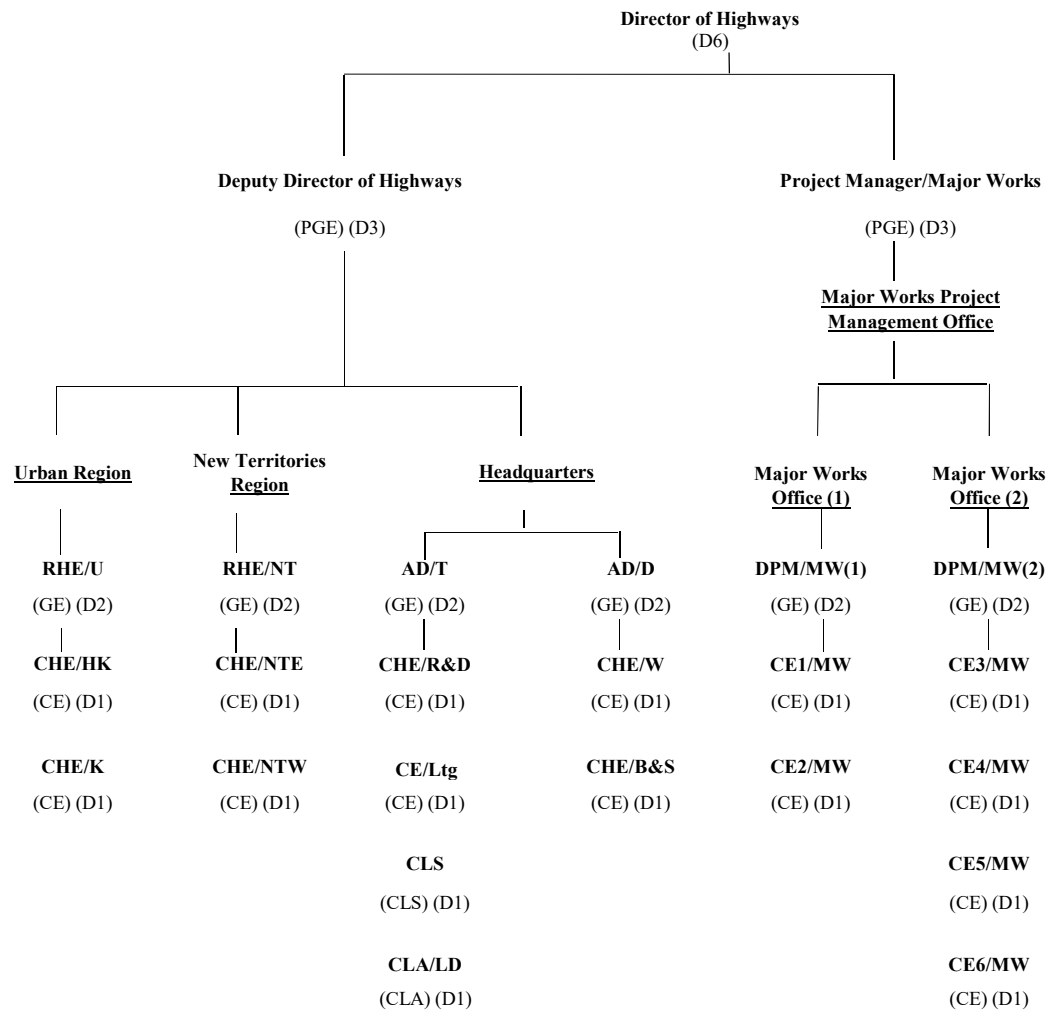 Director of Highways
(D6)
Deputy Director of Highways
Project Manager/Major Works
(PGE) (D3)
(PGE) (D3)
Major Works Project
Management Office
Urban Region
New Territories
Region
Headquarters
Major Works
Office (1)
Major Works
Office (2)
RHE/U
RHE/NT
AD/T
AD/D
DPM/MW(1)
DPM/MW(2)
(GE) (D2)
(GE) (D2)
(GE) (D2)
(GE) (D2)
(GE) (D2)
(GE) (D2)
CHE/HK
CHE/NTE
CHE/R&D
CHE/W
CE1/MW
CE3/MW
(CE) (D1)
(CE) (D1)
(CE) (D1)
(CE) (D1)
(CE) (D1)
(CE) (D1)
CHE/K
CHE/NTW
CE/Ltg
CHE/B&S
CE2/MW
CE4/MW
(CE) (D1)
(CE) (D1)
(CE) (D1)
(CE) (D1)
(CE) (D1)
(CE) (D1)
CLS
CE5/MW
(CLS) (D1)
(CE) (D1)
CLA/LD
CE6/MW
(CLA) (D1)
(CE) (D1)